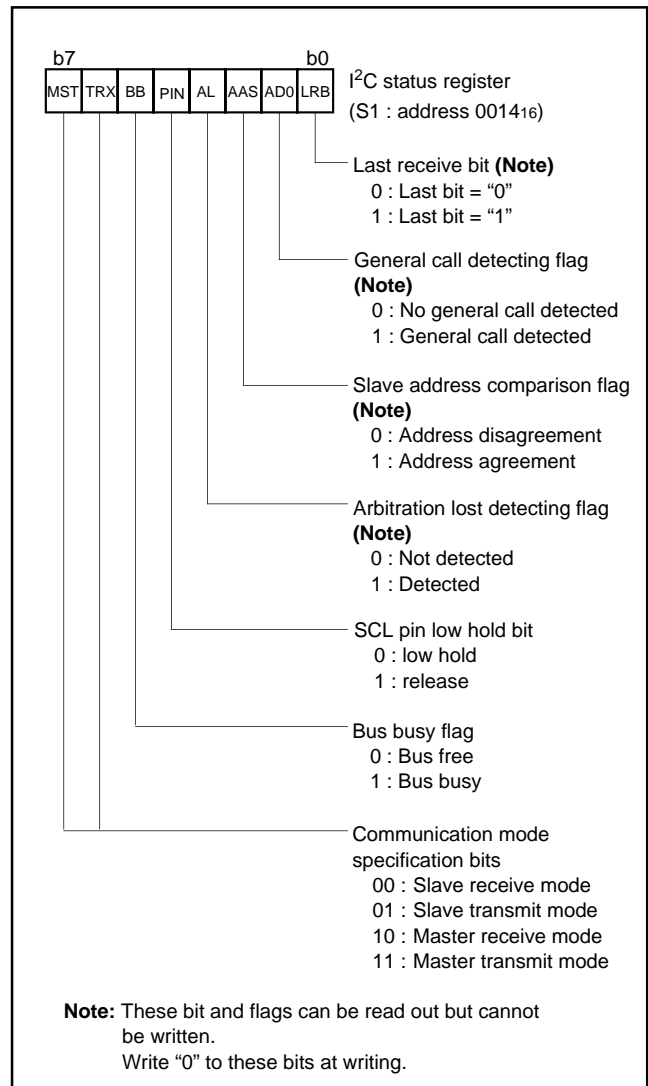 b7 b0
MST TRX BB PIN AL AAS AD0 LRB
I²C status register
(S1 : address 0014₁₆)
Last receive bit (Note)
0 : Last bit = “0”
1 : Last bit = “1”
General call detecting flag
(Note)
0 : No general call detected
1 : General call detected
Slave address comparison flag
(Note)
0 : Address disagreement
1 : Address agreement
Arbitration lost detecting flag
(Note)
0 : Not detected
1 : Detected
SCL pin low hold bit
0 : low hold
1 : release
Bus busy flag
0 : Bus free
1 : Bus busy
Communication mode
specification bits
00 : Slave receive mode
01 : Slave transmit mode
10 : Master receive mode
11 : Master transmit mode
Note: These bit and flags can be read out but cannot
be written.
Write “0” to these bits at writing.